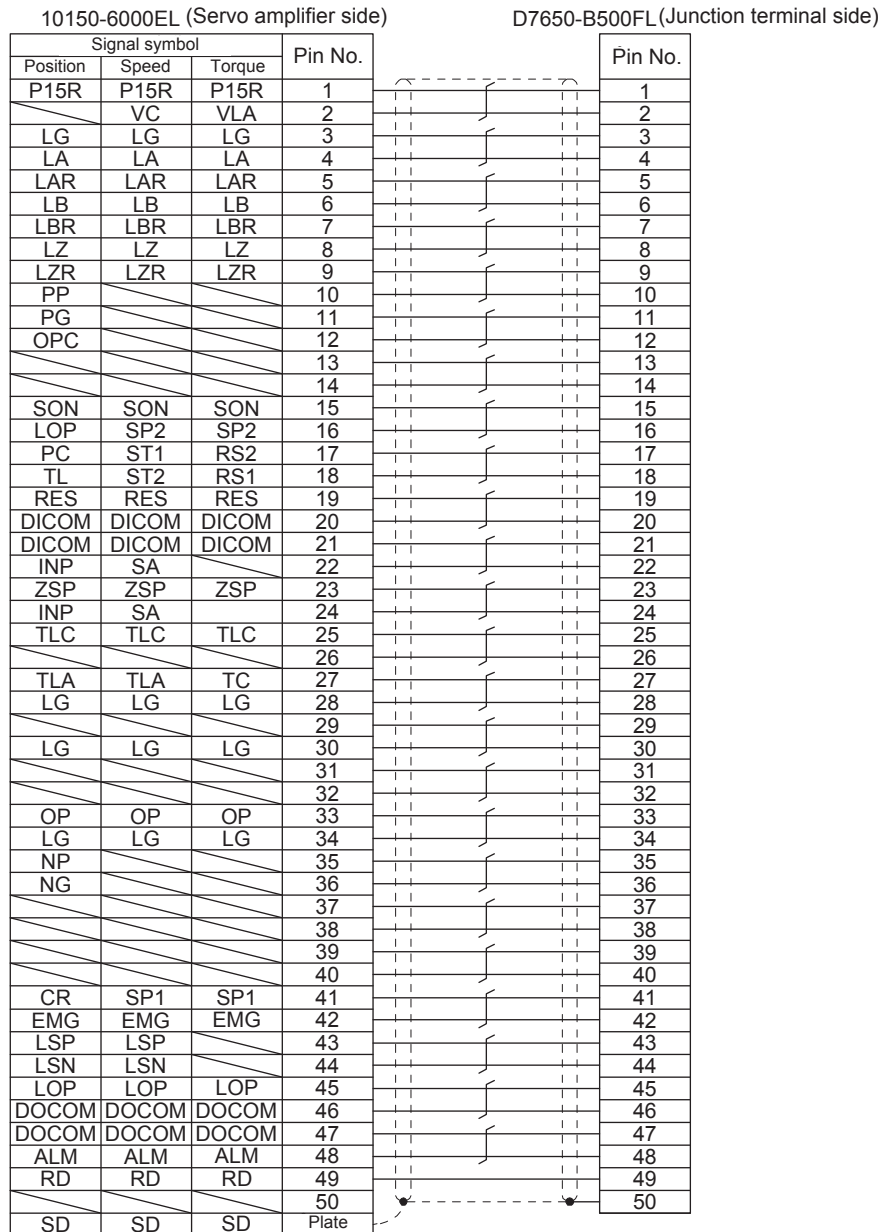 10150-6000EL (Servo amplifier side) D7650-B500FL(Junction terminal side)
Signal symbol Pin No. Pin No.
Position Speed Torque
P15R P15R P15R 1 1
VC VLA 2 2
LG LG LG 3 3
LA LA LA 4 4
LAR LAR LAR 5 5
LB LB LB 6 6
LBR LBR LBR 7 7
LZ LZ LZ 8 8
LZR LZR LZR 9 9
PP 10 10
PG 11 11
OPC 12 12
13 13
14 14
SON SON SON 15 15
LOP SP2 SP2 16 16
PC ST1 RS2 17 17
TL ST2 RS1 18 18
RES RES RES 19 19
DICOM DICOM DICOM 20 20
DICOM DICOM DICOM 21 21
INP SA 22 22
ZSP ZSP ZSP 23 23
INP SA 24 24
TLC TLC TLC 25 25
26 26
TLA TLA TC 27 27
LG LG LG 28 28
29 29
LG LG LG 30 30
31 31
32 32
OP OP OP 33 33
LG LG LG 34 34
NP 35 35
NG 36 36
37 37
38 38
39 39
40 40
CR SP1 SP1 41 41
EMG EMG EMG 42 42
LSP LSP 43 43
LSN LSN 44 44
LOP LOP LOP 45 45
DOCOM DOCOM DOCOM 46 46
DOCOM DOCOM DOCOM 47 47
ALM ALM ALM 48 48
RD RD RD 49 49
50 50
SD SD SD Plate